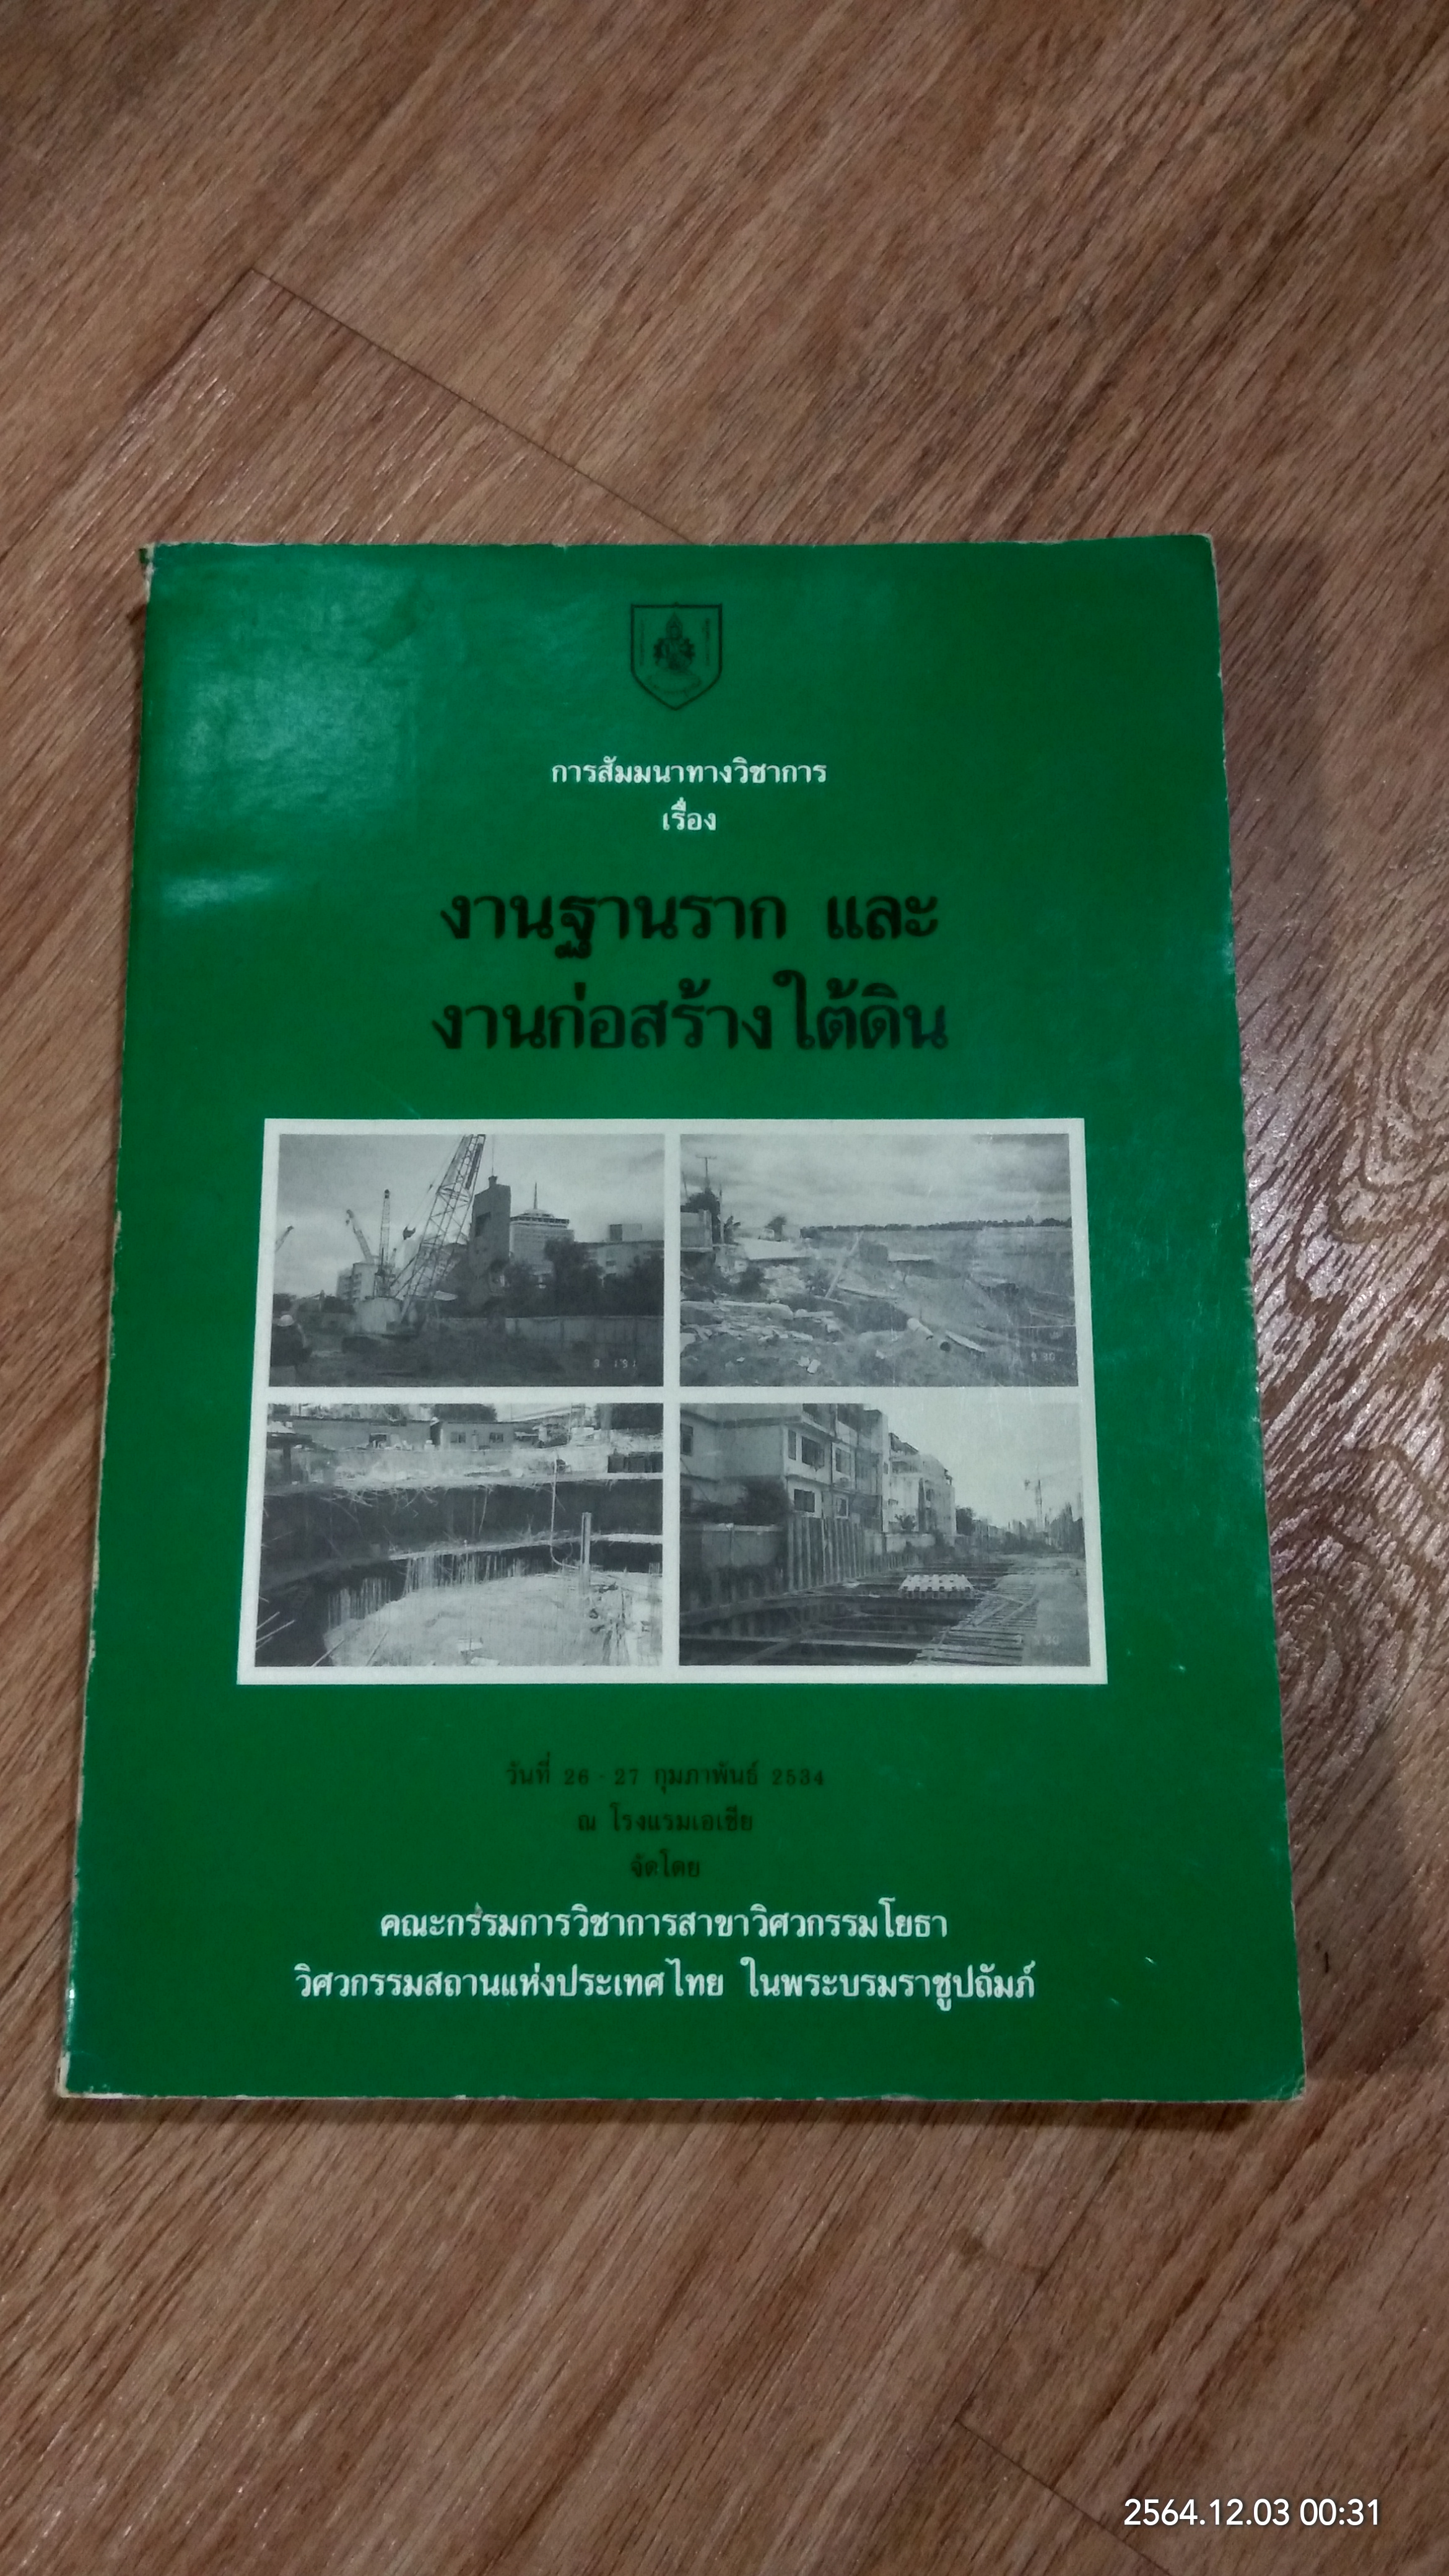 การสัมมนาทางวิชาการ
เรื่อง
งานฐานราก และ
งานก่อสร้างใต้ดิน
วันที่ 26 - 27 กุมภาพันธ์ 2534
ณ โรงแรมเอเชีย
จัดโดย
คณะกรรมการวิชาการสาขาวิศวกรรมโยธา
วิศวกรรมสถานแห่งประเทศไทย ในพระบรมราชูปถัมภ์
2564.12.03 00:31